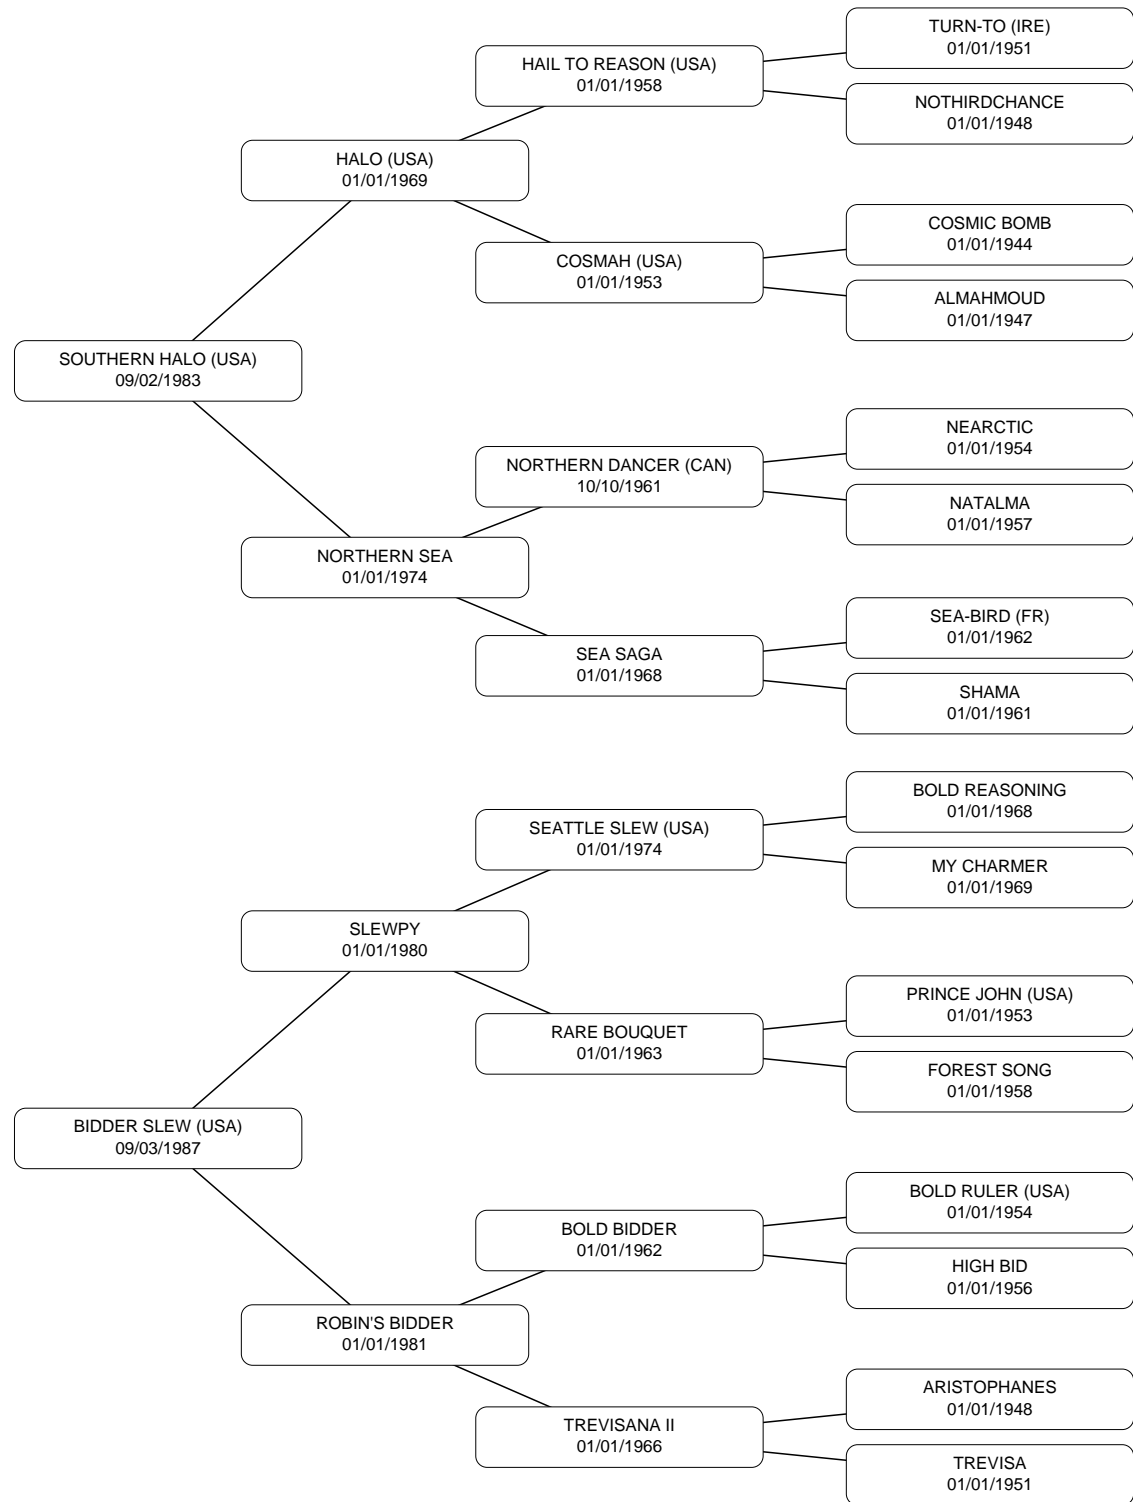 TURN-TO (IRE)
01/01/1951
HAIL TO REASON (USA)
01/01/1958
NOTHIRDCHANCE
01/01/1948
HALO (USA)
01/01/1969
COSMIC BOMB
01/01/1944
COSMAH (USA)
01/01/1953
ALMAHMOUD
01/01/1947
SOUTHERN HALO (USA)
09/02/1983
NEARCTIC
01/01/1954
NORTHERN DANCER (CAN)
10/10/1961
NATALMA
01/01/1957
NORTHERN SEA
01/01/1974
SEA-BIRD (FR)
01/01/1962
SEA SAGA
01/01/1968
SHAMA
01/01/1961
BOLD REASONING
01/01/1968
SEATTLE SLEW (USA)
01/01/1974
MY CHARMER
01/01/1969
SLEWPY
01/01/1980
PRINCE JOHN (USA)
01/01/1953
RARE BOUQUET
01/01/1963
FOREST SONG
01/01/1958
BIDDER SLEW (USA)
09/03/1987
BOLD RULER (USA)
01/01/1954
BOLD BIDDER
01/01/1962
HIGH BID
01/01/1956
ROBIN'S BIDDER
01/01/1981
ARISTOPHANES
01/01/1948
TREVISANA II
01/01/1966
TREVISA
01/01/1951